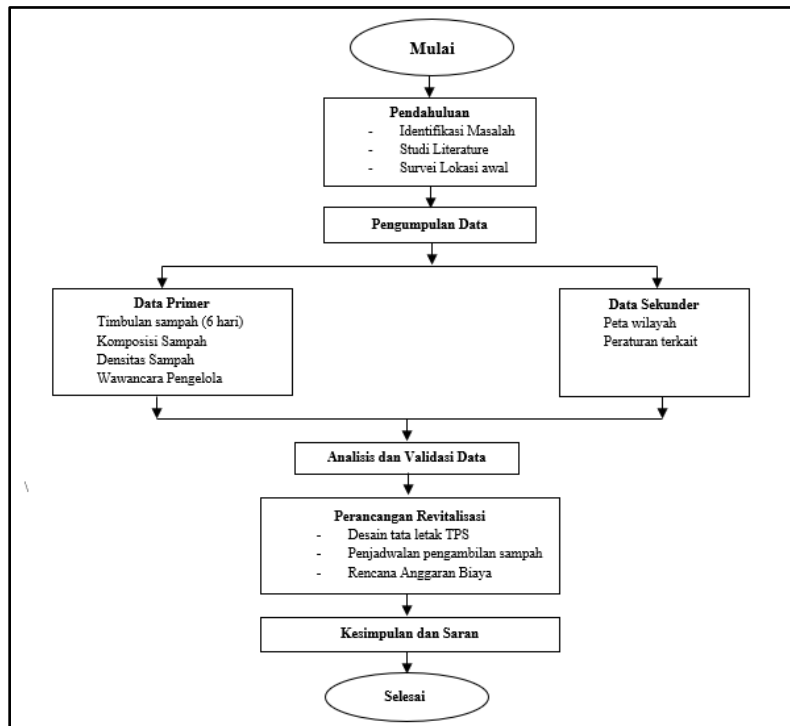 Mulai
Pendahuluan
- Identifikasi Masalah
- Studi Literature
- Survei Lokasi awal
Pengumpulan Data
Data Primer
Timbulan sampah (6 hari)
Komposisi Sampah
Densitas Sampah
Wawancara Pengelola
Data Sekunder
Peta wilayah
Peraturan terkait
Analisis dan Validasi Data
\
Perancangan Revitalisasi
- Desain tata letak TPS
- Penjadwalan pengambilan sampah
- Rencana Anggaran Biaya
Kesimpulan dan Saran
Selesai